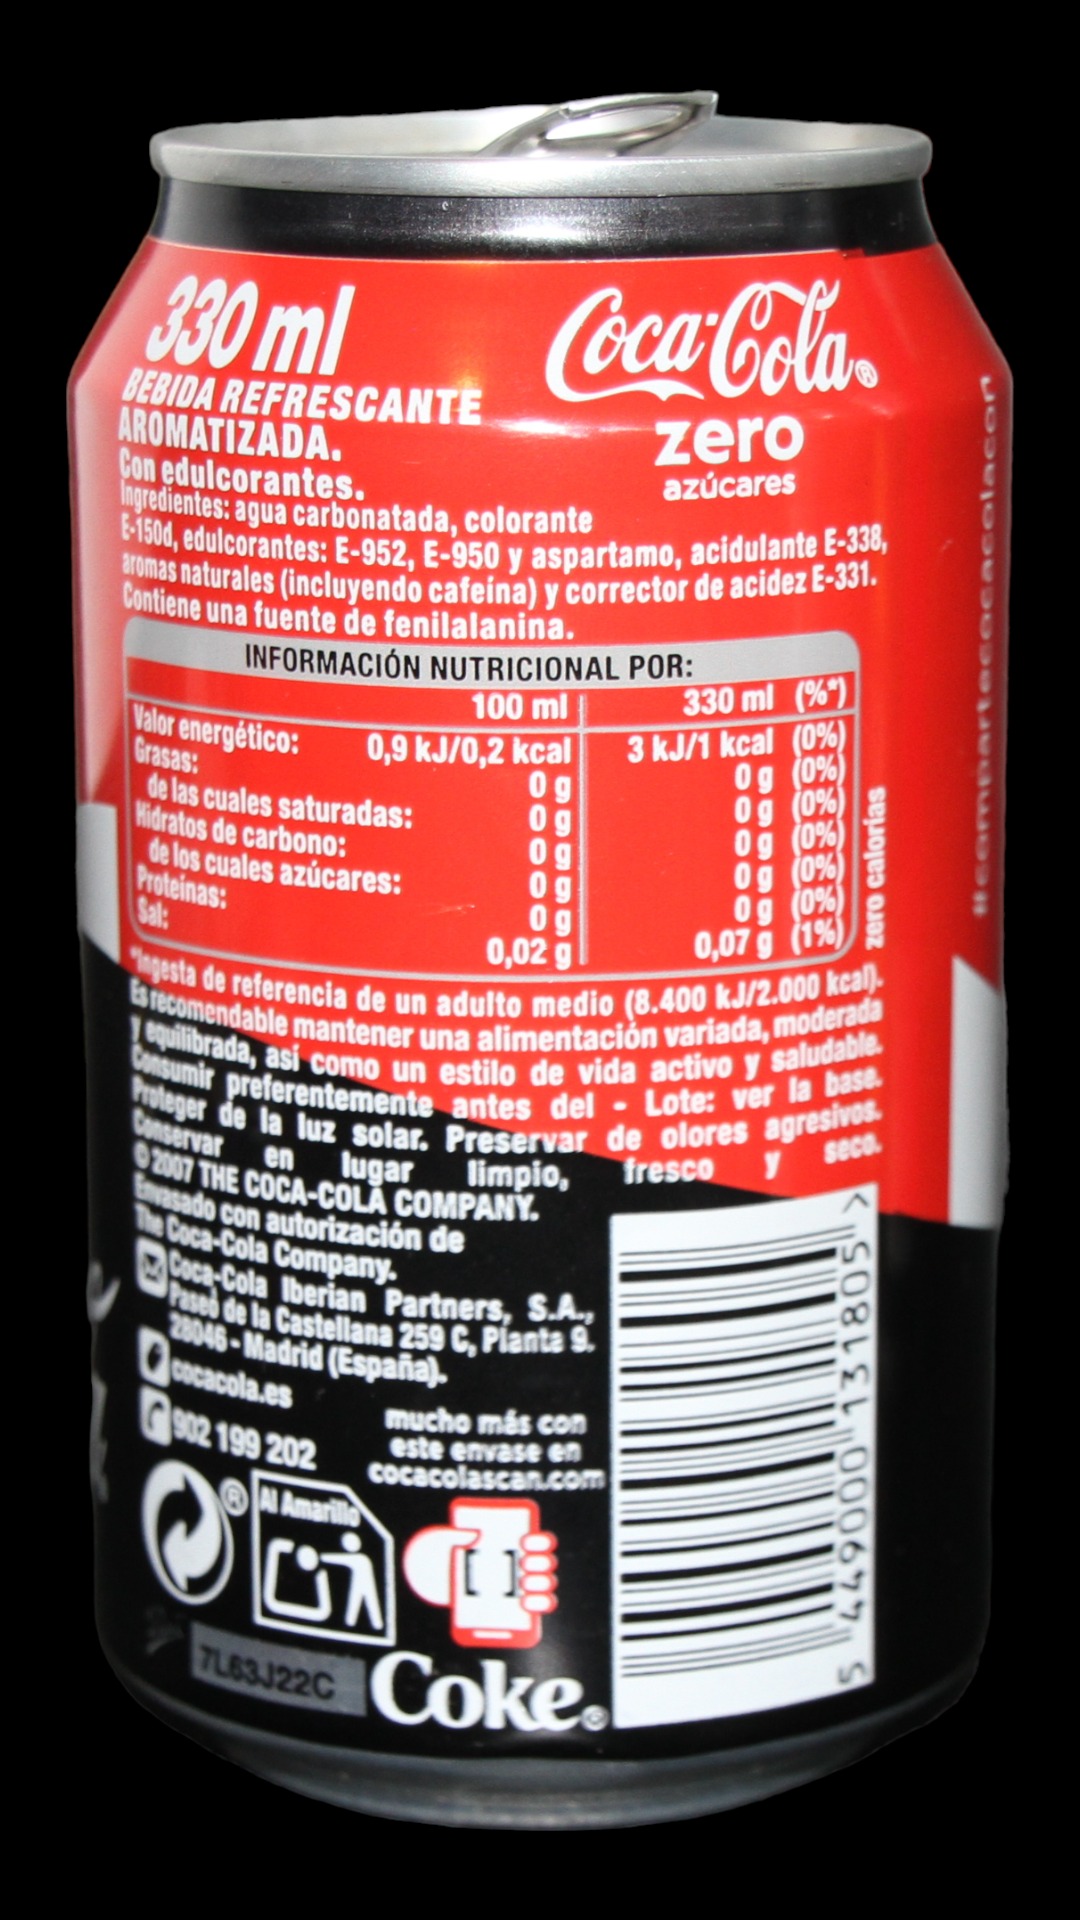 330 ml
BEBIDA REFRESCANTE
AROMATIZADA.
Con edulcorantes.
Coca-Cola®
zero
azúcares
Ingredientes: agua carbonatada, colorante
E-150d, edulcorantes: E-952, E-950 y aspartamo, acidulante E-338,
aromas naturales (incluyendo cafeína) y corrector de acidez E-331.
Contiene una fuente de fenilalanina.
INFORMACIÓN NUTRICIONAL POR:
100 ml 330 ml (%*)
Valor energético: 0,9 kJ/0,2 kcal 3 kJ/1 kcal (0%)
Grasas: 0 g 0 g (0%)
de las cuales saturadas: 0 g 0 g (0%)
Hidratos de carbono: 0 g 0 g (0%)
de los cuales azúcares: 0 g 0 g (0%)
Proteínas: 0 g 0 g (0%)
Sal: 0,02 g 0,07 g (1%)
zero calorías
#compartecocacolacon
*Ingesta de referencia de un adulto medio (8.400 kJ/2.000 kcal).
Es recomendable mantener una alimentación variada, moderada
y equilibrada, así como un estilo de vida activo y saludable.
Consumir preferentemente antes del - Lote: ver la base.
Proteger de la luz solar. Preservar de olores agresivos.
Conservar en lugar limpio, fresco y seco.
© 2007 THE COCA-COLA COMPANY.
Envasado con autorización de
The Coca-Cola Company.
Coca-Cola Iberian Partners, S.A.,
Paseo de la Castellana 259 C, Planta 9.
28046 - Madrid (España).
cocacola.es
902 199 202
mucho más con
este envase en
cocacolascan.com
®
Al Amarillo
7L63J22C
Coke®
5 449000 131805 >